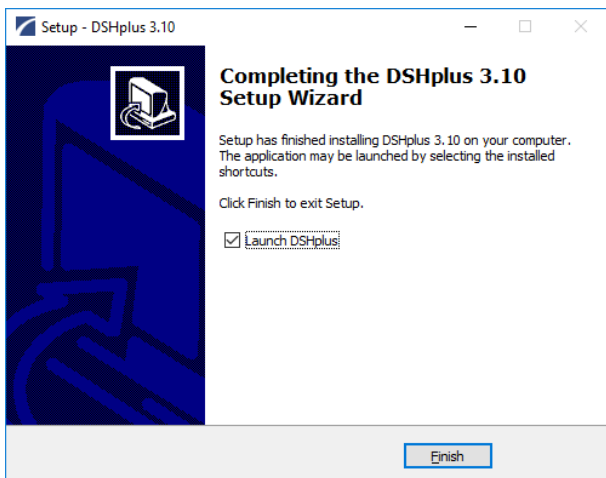 Setup - DSHplus 3.10
Completing the DSHplus 3.10
Setup Wizard
Setup has finished installing DSHplus 3.10 on your computer.
The application may be launched by selecting the installed
shortcuts.
Click Finish to exit Setup.
Launch DSHplus
Finish